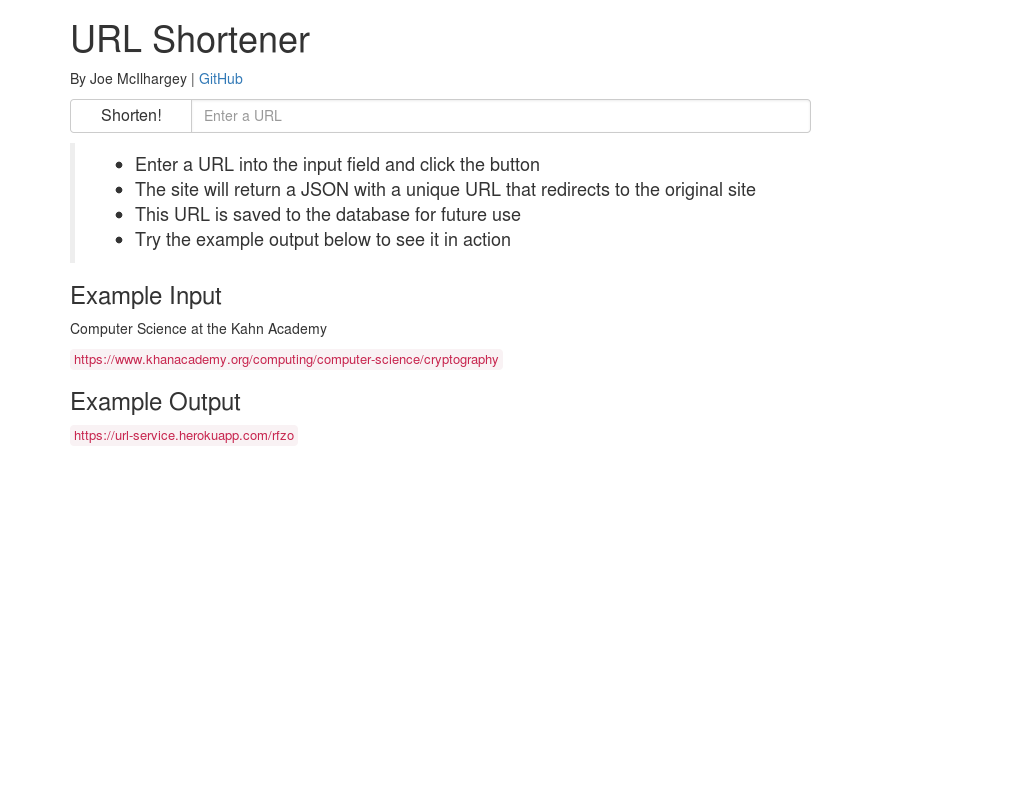 URL Shortener
By Joe McIlhargey | GitHub
Shorten! Enter a URL
Enter a URL into the input field and click the button
The site will return a JSON with a unique URL that redirects to the original site
This URL is saved to the database for future use
Try the example output below to see it in action
Example Input
Computer Science at the Kahn Academy
https://www.khanacademy.org/computing/computer-science/cryptography
Example Output
https://url-service.herokuapp.com/rfzo